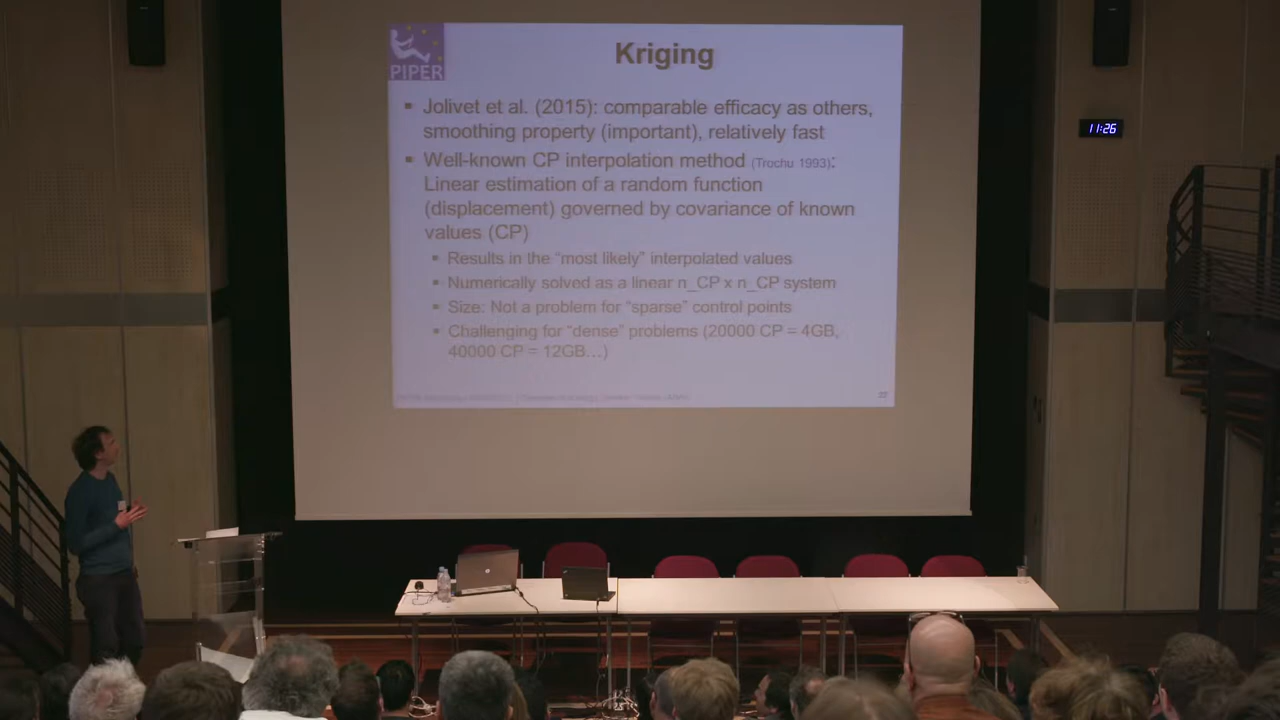 PIPER
Kriging
Jolivet et al. (2015): comparable efficacy as others,
smoothing property (important), relatively fast
Well-known CP interpolation method (Trochu 1993):
Linear estimation of a random function
(displacement) governed by covariance of known
values (CP)
Results in the “most likely” interpolated values
Numerically solved as a linear n_CP x n_CP system
Size: Not a problem for “sparse” control points
Challenging for “dense” problems (20000 CP = 4GB,
40000 CP = 12GB…)
11:26